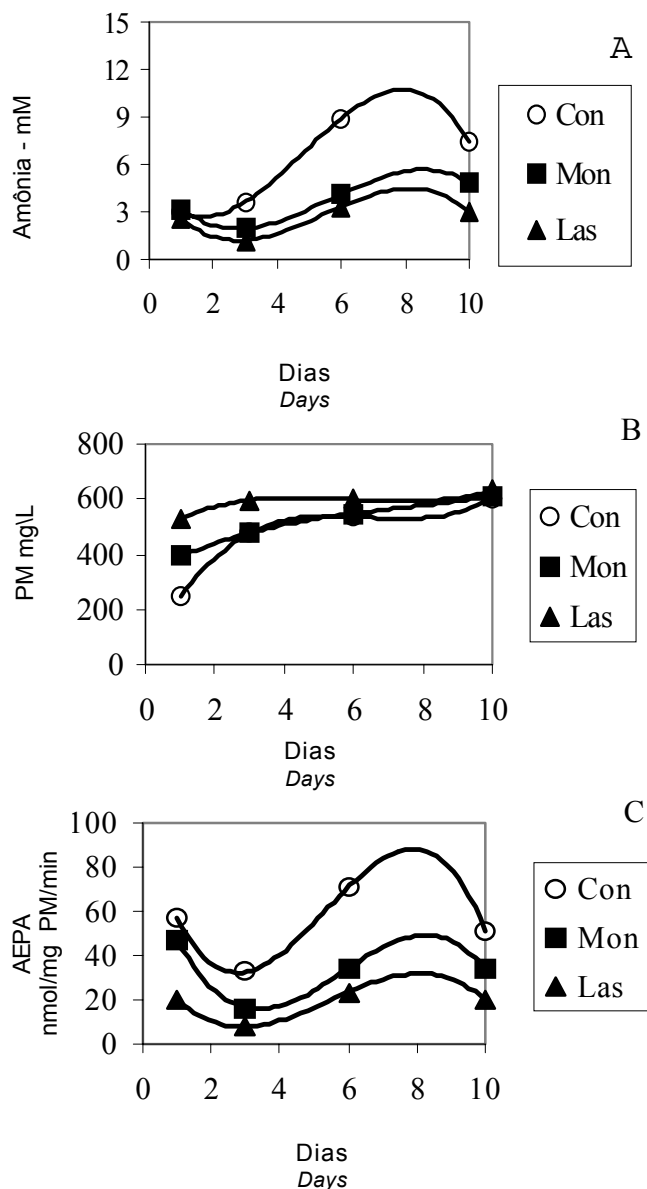 A
Amônia - mM
15
12
9
6
3
0
0 2 4 6 8 10
Dias
Days
Con
Mon
Las
B
PM mg\L
800
600
400
200
0
0 2 4 6 8 10
Dias
Days
Con
Mon
Las
C
AEPA
nmol/mg PM/min
100
80
60
40
20
0
0 2 4 6 8 10
Dias
Days
Con
Mon
Las